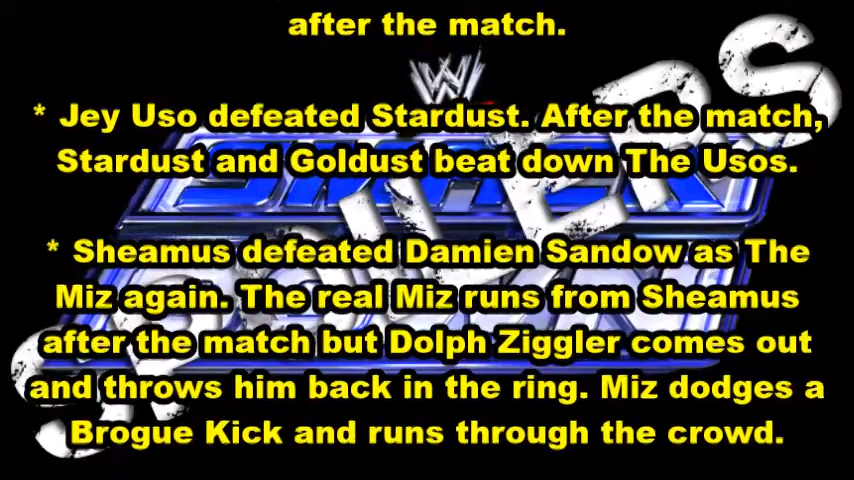 after the match.
* Jey Uso defeated Stardust. After the match,
Stardust and Goldust beat down The Usos.
* Sheamus defeated Damien Sandow as The
Miz again. The real Miz runs from Sheamus
after the match but Dolph Ziggler comes out
and throws him back in the ring. Miz dodges a
Brogue Kick and runs through the crowd.
W
SPOILERS